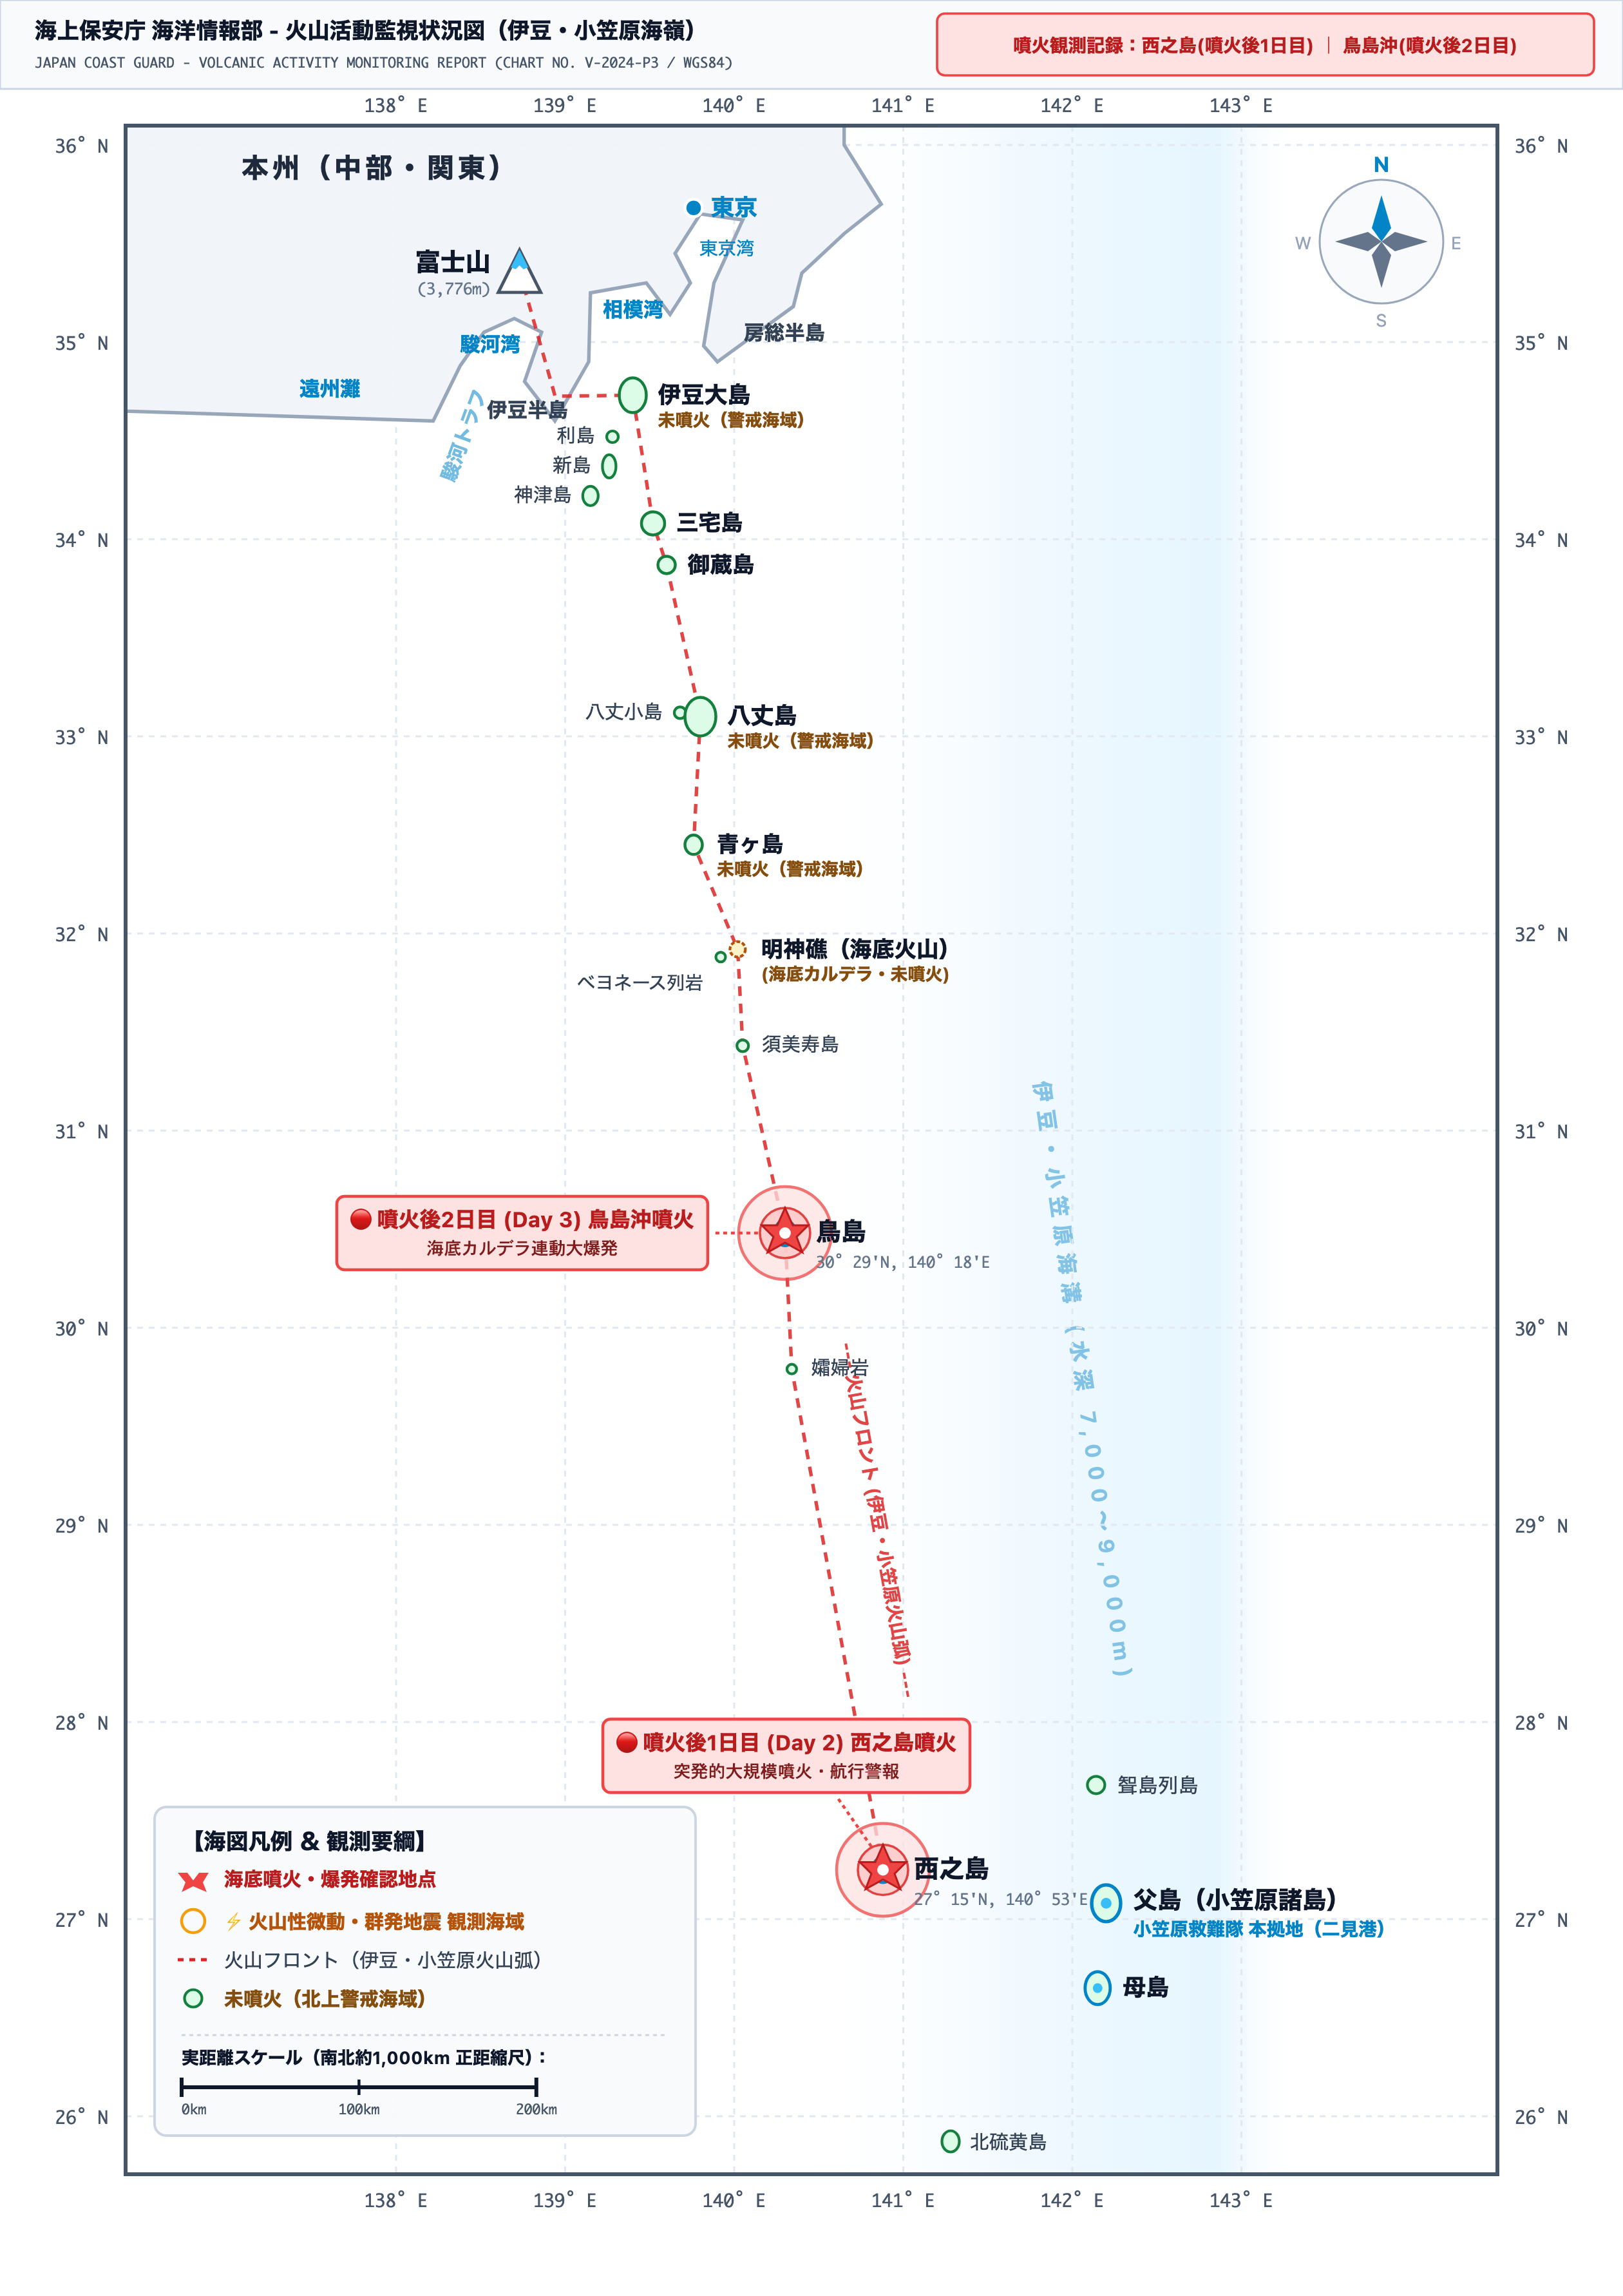 海上保安庁 海洋情報部 - 火山活動監視状況図（伊豆・小笠原海嶺）
JAPAN COAST GUARD - VOLCANIC ACTIVITY MONITORING REPORT (CHART NO. V-2024-P3 / WGS84)
噴火観測記録：西之島(噴火後1日目) ｜ 鳥島沖(噴火後2日目)
138° E 139° E 140° E 141° E 142° E 143° E
36° N 36° N
本州（中部・関東）
N
W E
S
東京
東京湾
富士山
(3,776m)
相模湾
房総半島
駿河湾
35° N 35° N
遠州灘
駿河トラフ
伊豆半島
伊豆大島
未噴火（警戒海域）
利島
新島
神津島
三宅島
34° N 34° N
御蔵島
八丈小島
八丈島
未噴火（警戒海域）
33° N 33° N
青ヶ島
未噴火（警戒海域）
32° N 32° N
明神礁（海底火山）
(海底カルデラ・未噴火)
ベヨネース列岩
須美寿島
31° N 31° N
伊豆・小笠原海溝（水深 7,000〜9,000m）
🔴 噴火後2日目 (Day 3) 鳥島沖噴火
海底カルデラ連動大爆発
鳥島
30° 29'N, 140° 18'E
30° N 30° N
孀婦岩
火山フロント (伊豆・小笠原火山弧)
29° N 29° N
28° N 28° N
🔴 噴火後1日目 (Day 2) 西之島噴火
突発的大規模噴火・航行警報
聟島列島
西之島
27° 15'N, 140° 53'E
父島（小笠原諸島）
小笠原救難隊 本拠地（二見港）
27° N 27° N
母島
【海図凡例 & 観測要綱】
海底噴火・爆発確認地点
⚡ 火山性微動・群発地震 観測海域
火山フロント（伊豆・小笠原火山弧）
未噴火（北上警戒海域）
実距離スケール（南北約1,000km 正距縮尺）：
0km 100km 200km
26° N 26° N
北硫黄島
138° E 139° E 140° E 141° E 142° E 143° E